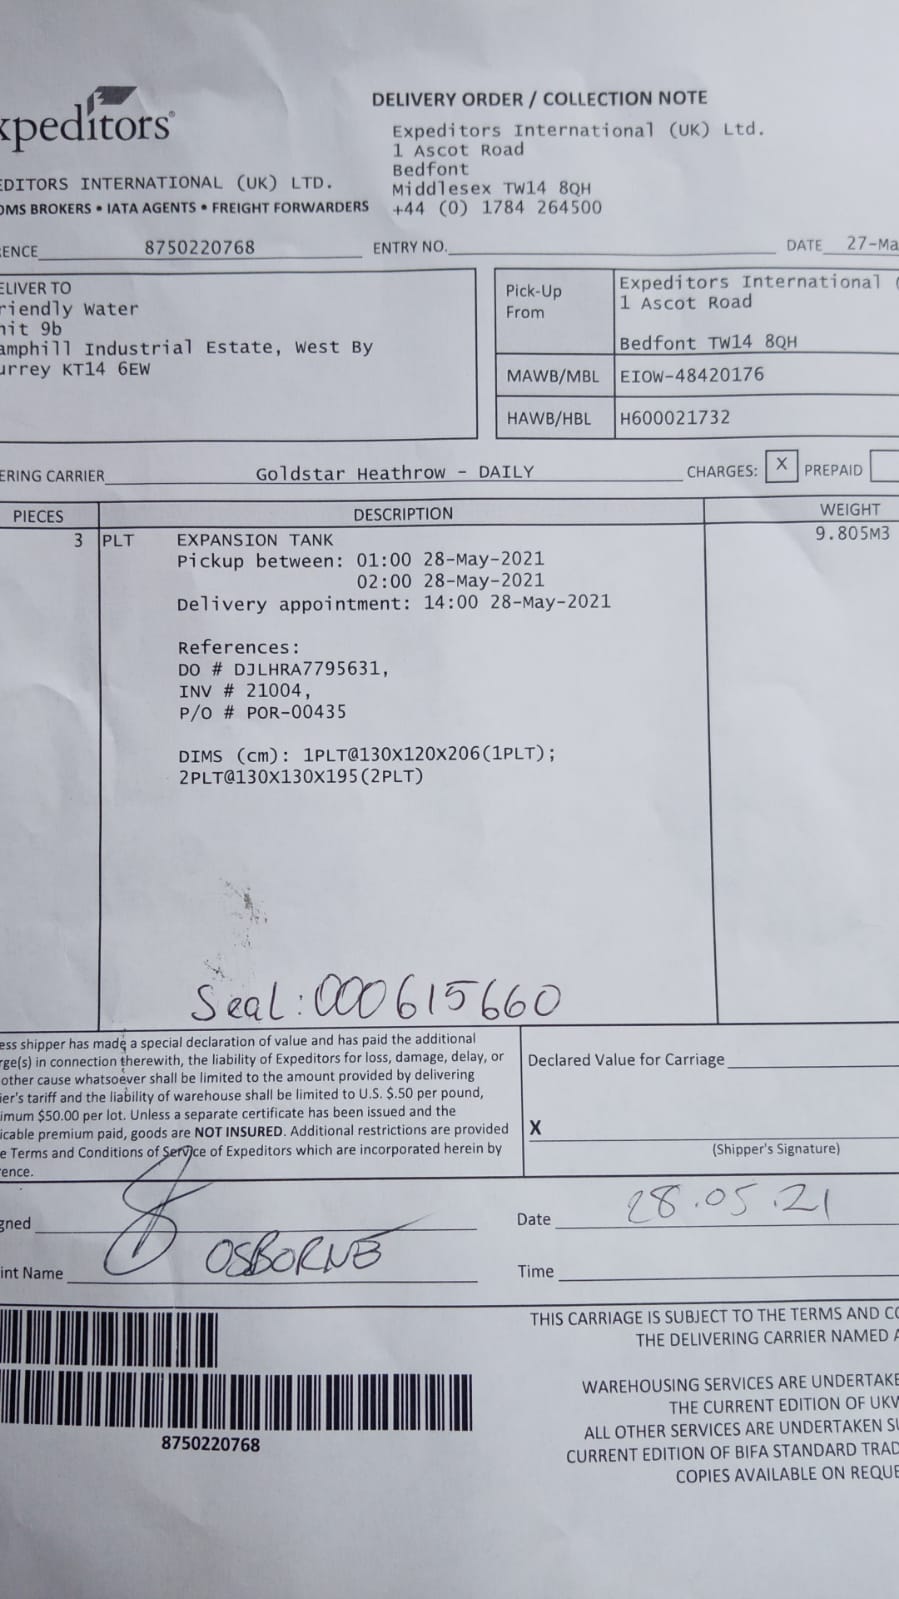 xpeditors®
DELIVERY ORDER / COLLECTION NOTE
Expeditors International (UK) Ltd.
1 Ascot Road
Bedfont
Middlesex TW14 8QH
+44 (0) 1784 264500
EDITORS INTERNATIONAL (UK) LTD.
OMS BROKERS • IATA AGENTS • FREIGHT FORWARDERS
ENCE 8750220768 ENTRY NO. DATE 27-Ma
ELIVER TO
riendly Water
nit 9b
amphill Industrial Estate, West By
urrey KT14 6EW
Pick-Up From
Expeditors International (
1 Ascot Road
Bedfont TW14 8QH
MAWB/MBL EIOW-48420176
HAWB/HBL H600021732
ERING CARRIER Goldstar Heathrow - DAILY CHARGES: X PREPAID
PIECES DESCRIPTION WEIGHT
3 PLT EXPANSION TANK 9.805M3
Pickup between: 01:00 28-May-2021
02:00 28-May-2021
Delivery appointment: 14:00 28-May-2021
References:
DO # DJLHRA7795631,
INV # 21004,
P/O # POR-00435
DIMS (cm): 1PLT@130X120X206(1PLT);
2PLT@130X130X195(2PLT)
Seal: 000615660
ess shipper has made a special declaration of value and has paid the additional
rge(s) in connection therewith, the liability of Expeditors for loss, damage, delay, or
other cause whatsoever shall be limited to the amount provided by delivering
ier's tariff and the liability of warehouse shall be limited to U.S. $.50 per pound,
imum $50.00 per lot. Unless a separate certificate has been issued and the
icable premium paid, goods are NOT INSURED. Additional restrictions are provided
e Terms and Conditions of Service of Expeditors which are incorporated herein by
ence.
Declared Value for Carriage
X
(Shipper's Signature)
gned
Date 28.05.21
int Name OSBORNE
Time
8750220768
THIS CARRIAGE IS SUBJECT TO THE TERMS AND CO
THE DELIVERING CARRIER NAMED A
WAREHOUSING SERVICES ARE UNDERTAKE
THE CURRENT EDITION OF UKW
ALL OTHER SERVICES ARE UNDERTAKEN SU
CURRENT EDITION OF BIFA STANDARD TRAD
COPIES AVAILABLE ON REQUE